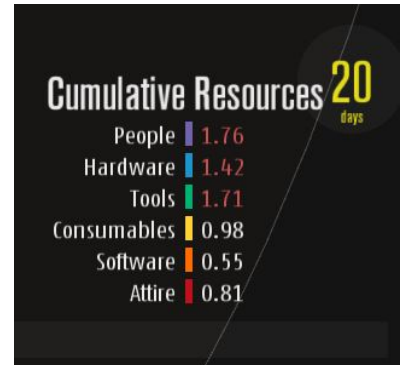 Cumulative Resources 20
days
People 1.76
Hardware 1.42
Tools 1.71
Consumables 0.98
Software 0.55
Attire 0.81